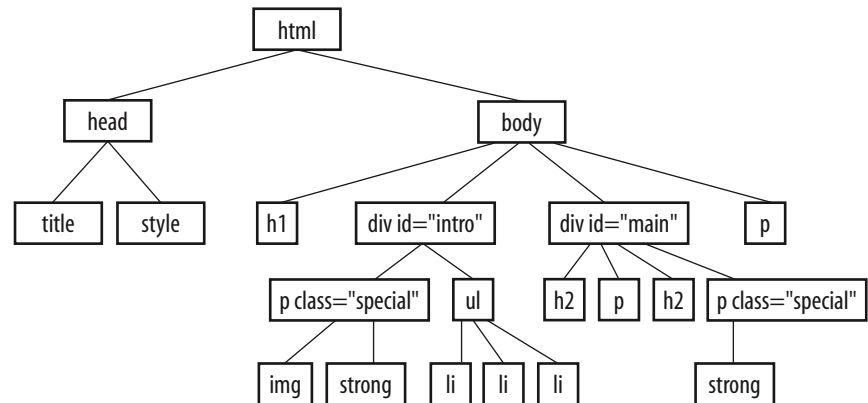 html
head
body
title
style
h1
div id="intro"
div id="main"
p
p class="special"
ul
h2
p
h2
p class="special"
img
strong
li
li
li
strong